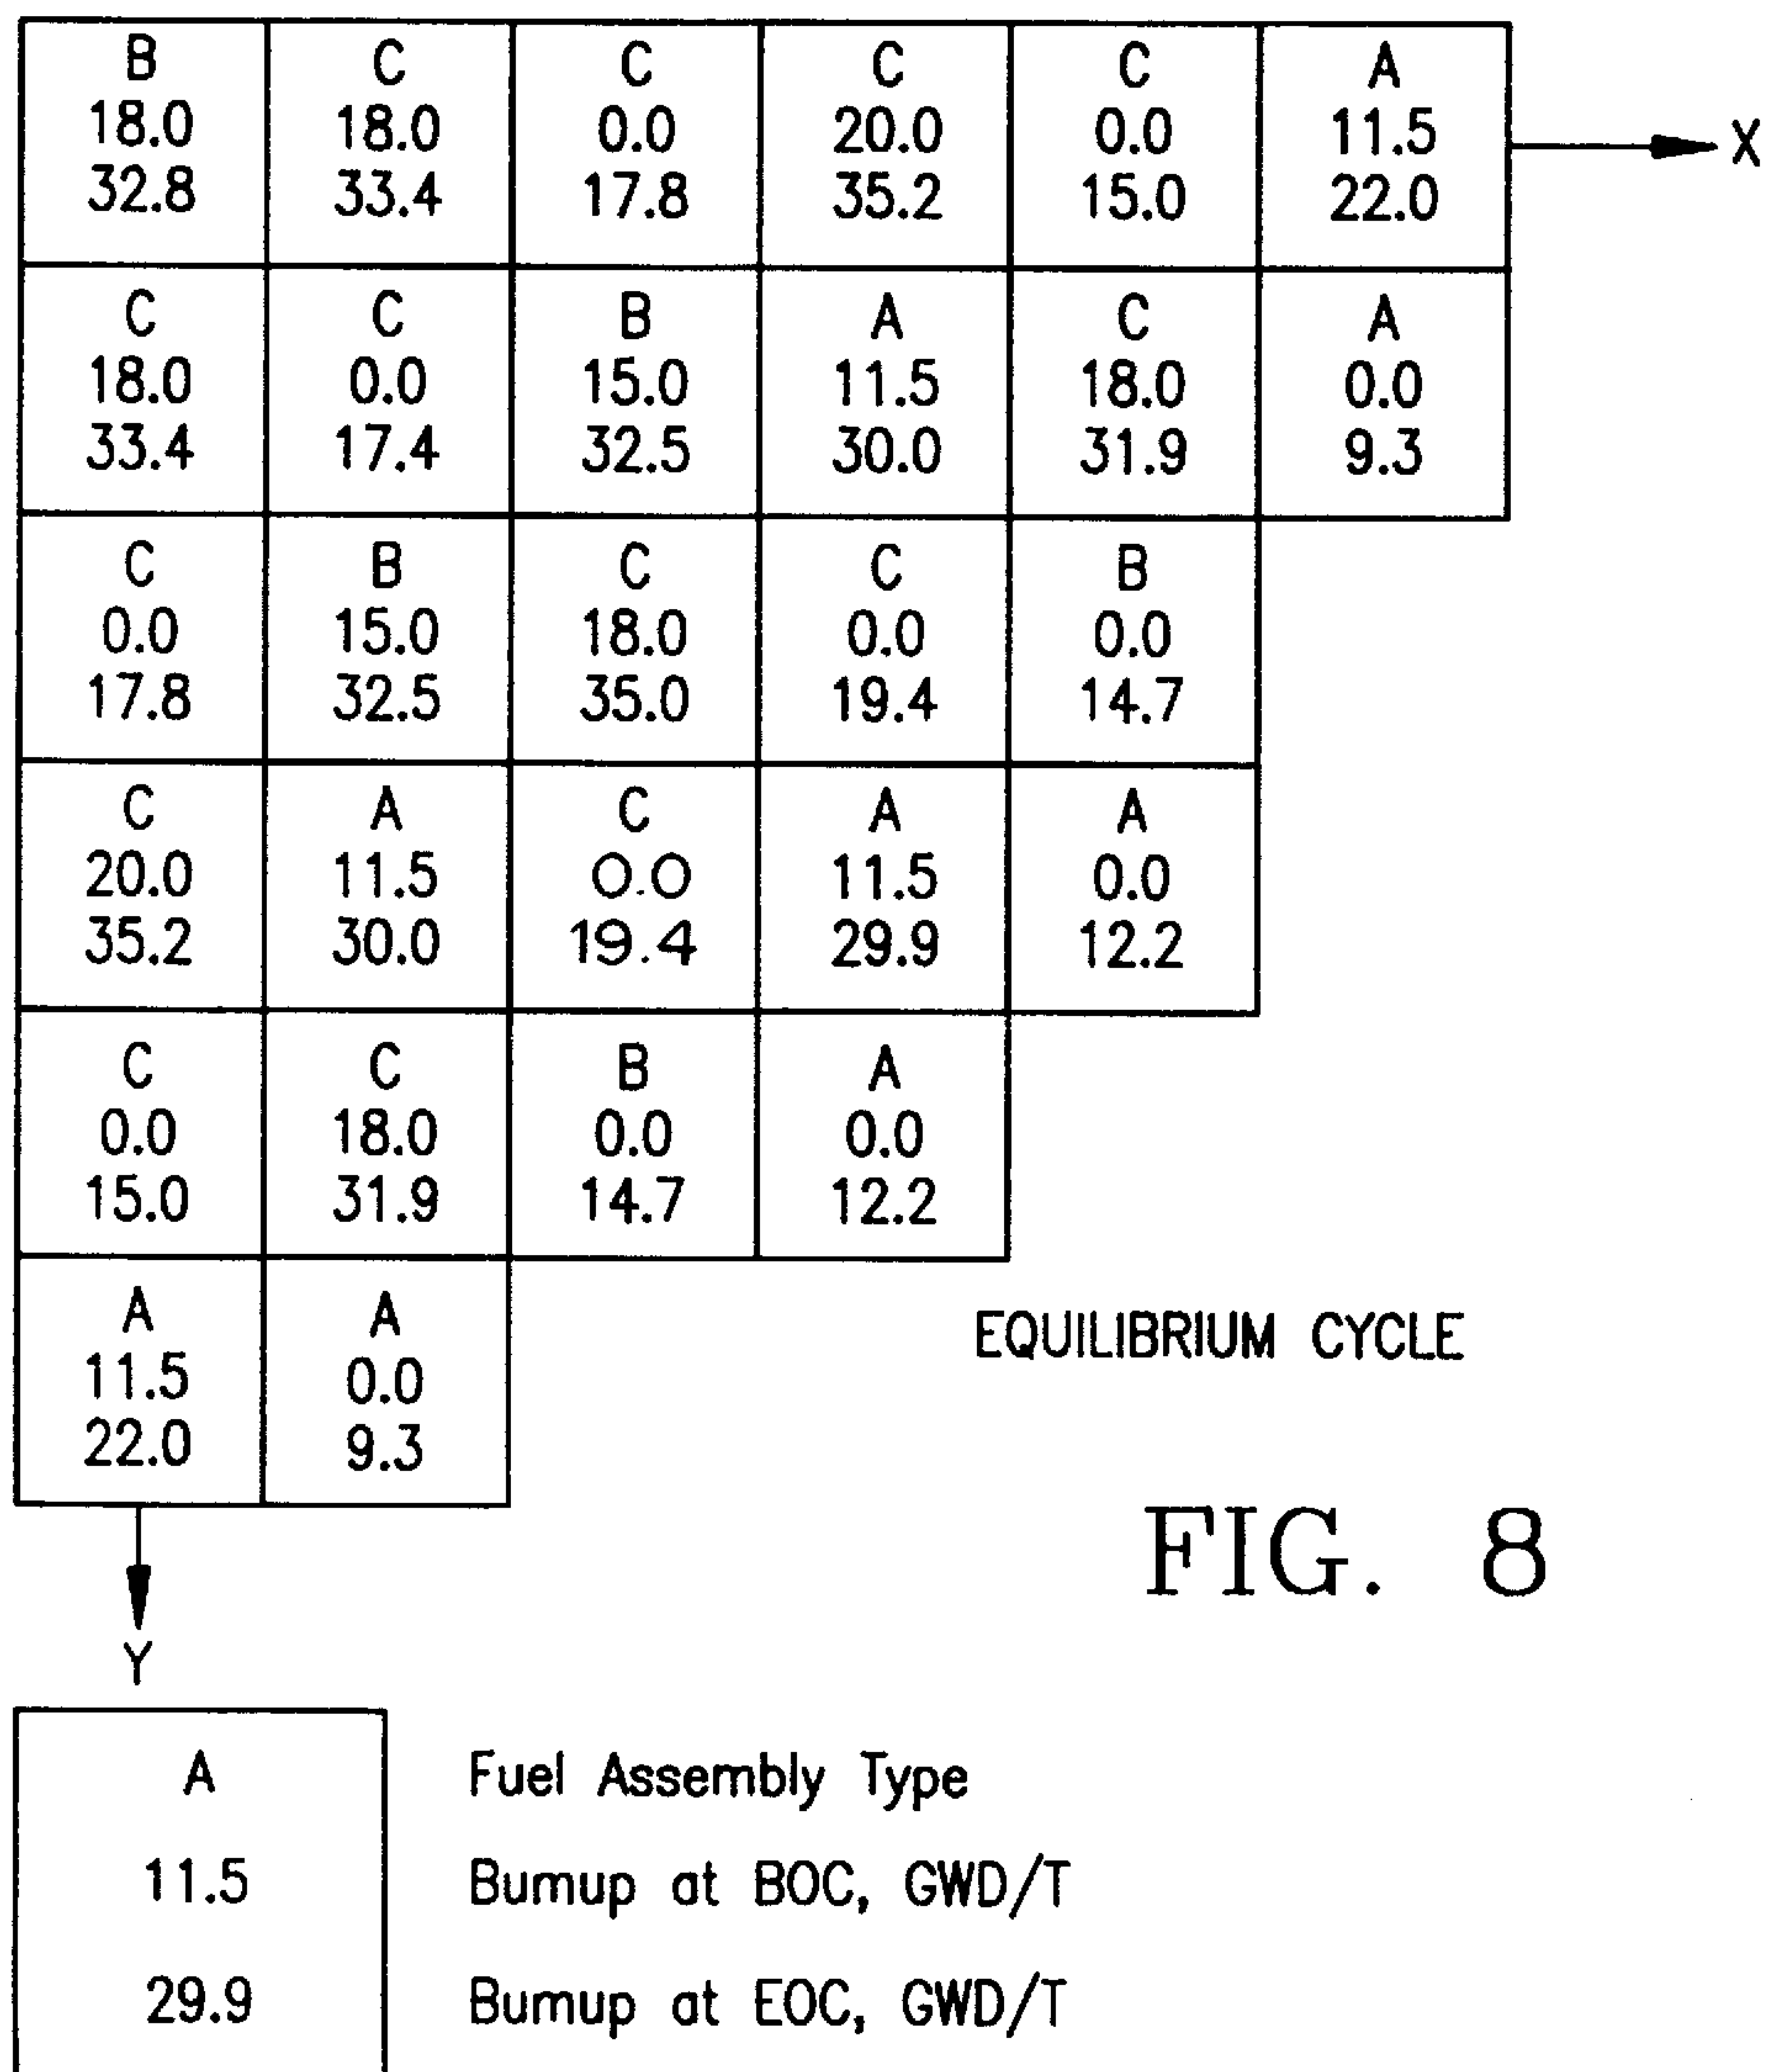 B C C C C A
18.0 18.0 0.0 20.0 0.0 11.5 X
32.8 33.4 17.8 35.2 15.0 22.0
C C B A C A
18.0 0.0 15.0 11.5 18.0 0.0
33.4 17.4 32.5 30.0 31.9 9.3
C B C C B
0.0 15.0 18.0 0.0 0.0
17.8 32.5 35.0 19.4 14.7
C A C A A
20.0 11.5 0.0 11.5 0.0
35.2 30.0 19.4 29.9 12.2
C C B A
0.0 18.0 0.0 0.0
15.0 31.9 14.7 12.2
A A
11.5 0.0
22.0 9.3
EQUILIBRIUM CYCLE
FIG. 8
Y
A Fuel Assembly Type
11.5 Bumup at BOC, GWD/T
29.9 Bumup at EOC, GWD/T